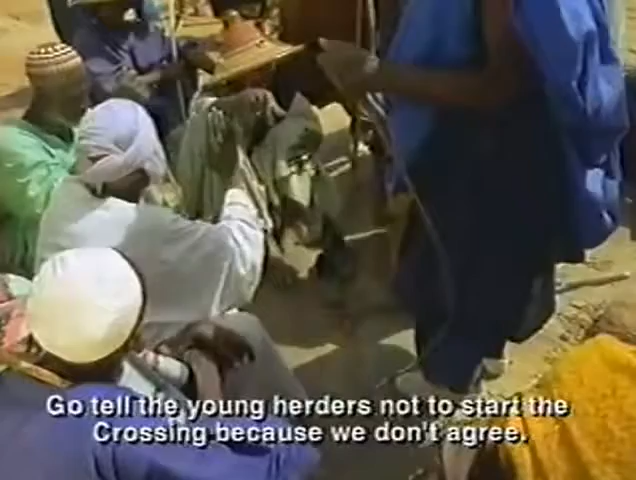 Go tell the young herders not to start the
Crossing because we don't agree.